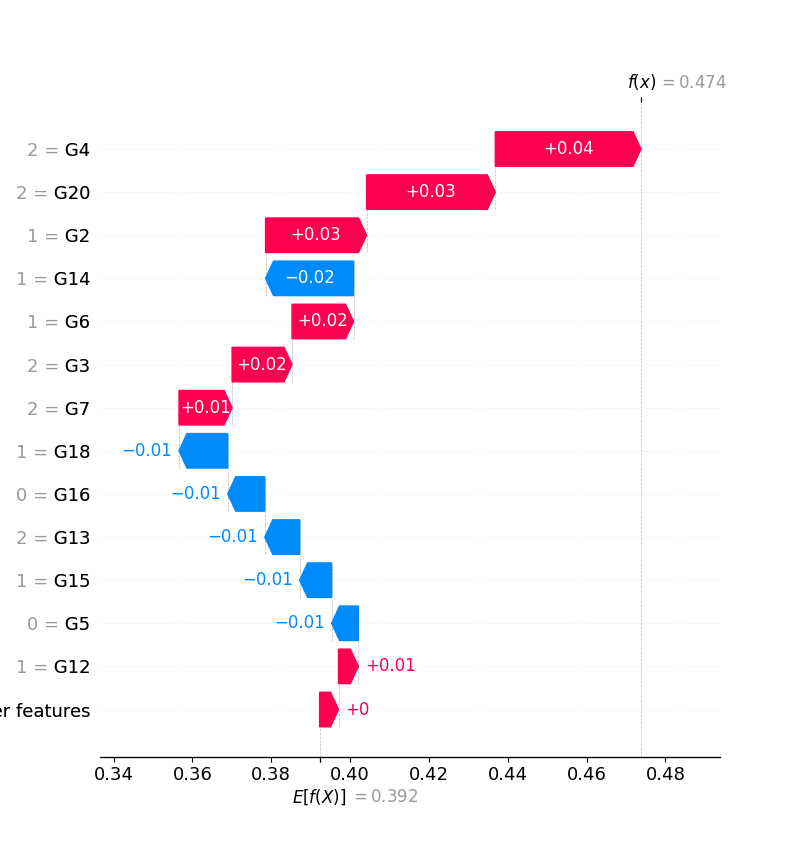 f(x) = 0.474
2 = G4 +0.04
2 = G20 +0.03
1 = G2 +0.03
1 = G14 −0.02
1 = G6 +0.02
2 = G3 +0.02
2 = G7 +0.01
1 = G18 −0.01
0 = G16 −0.01
2 = G13 −0.01
1 = G15 −0.01
0 = G5 −0.01
1 = G12 +0.01
features +0
0.34 0.36 0.38 0.40 0.42 0.44 0.46 0.48
E[f(X)] = 0.392